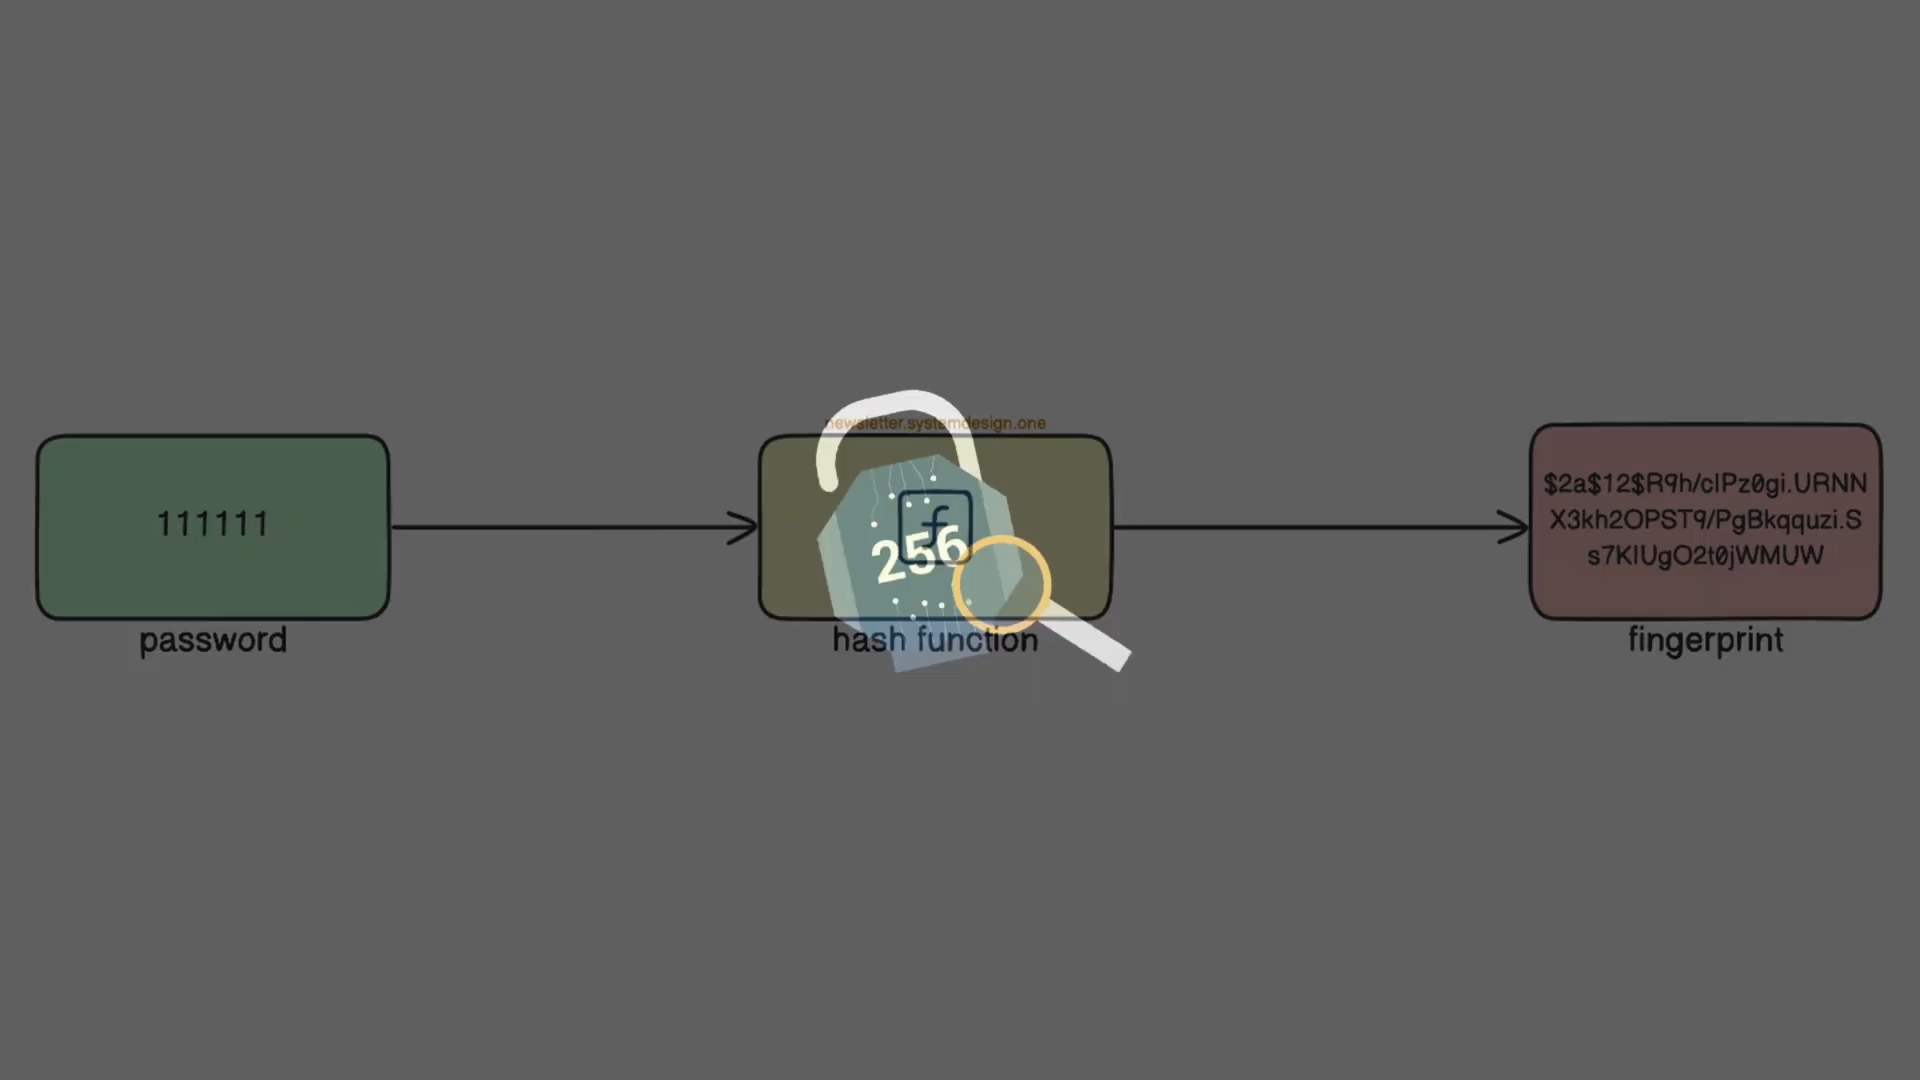 newsletter.systemdesign.one
111111
f
256
$2a$12$R9h/cIPz0gi.URNN
X3kh2OPST9/PgBkqquzi.S
s7KIUgO2t0jWMUW
password
hash function
fingerprint